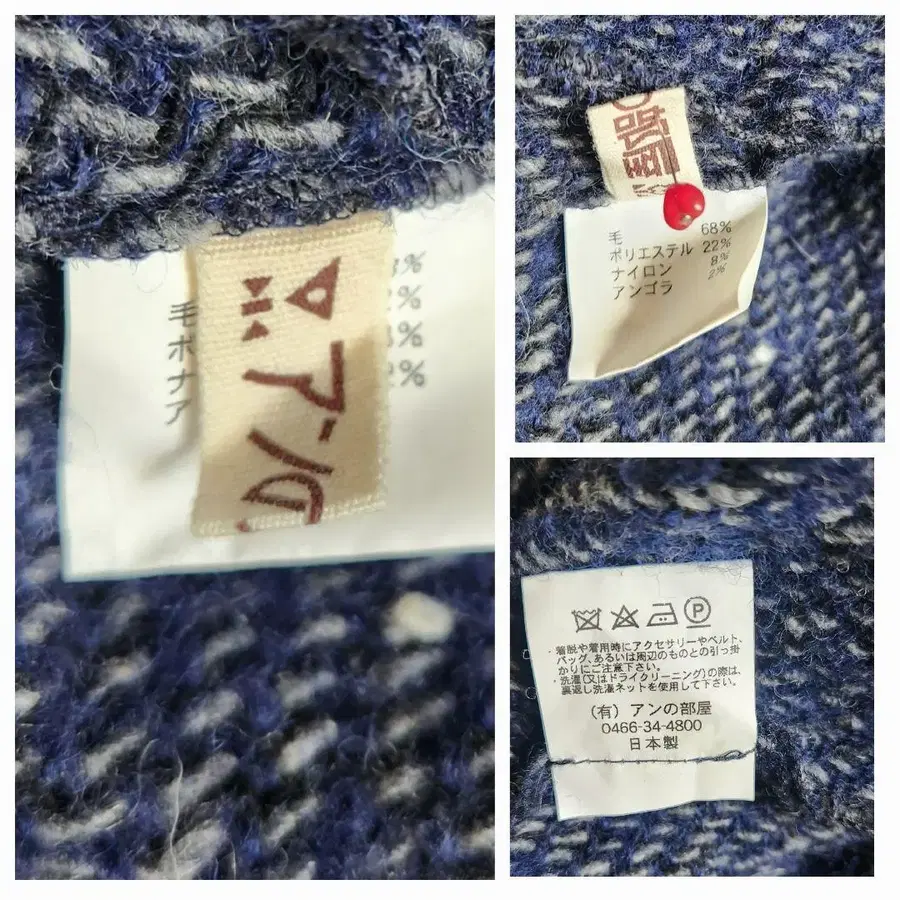 毛
ポ
ナ
ア
%
%
%
%
アンの
の部屋
毛 68%
ポリエステル 22%
ナイロン 8%
アンゴラ 2%
・着脱や着用時にアクセサリーやベルト、
バッグ、あるいは周辺のものとの引っ掛
かりにご注意下さい。
・洗濯(又はドライクリーニング)の際は、
裏返し洗濯ネットを使用して下さい。
(有) アンの部屋
0466-34-4800
日本製